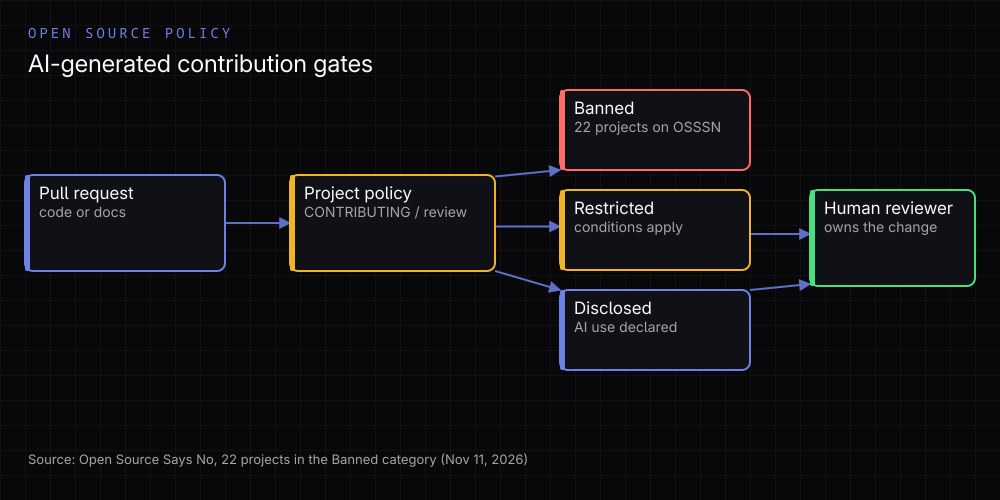 OPEN SOURCE POLICY
AI-generated contribution gates
Pull request
code or docs
Project policy
CONTRIBUTING / review
Banned
22 projects on OSSSN
Restricted
conditions apply
Disclosed
AI use declared
Human reviewer
owns the change
Source: Open Source Says No, 22 projects in the Banned category (Nov 11, 2026)